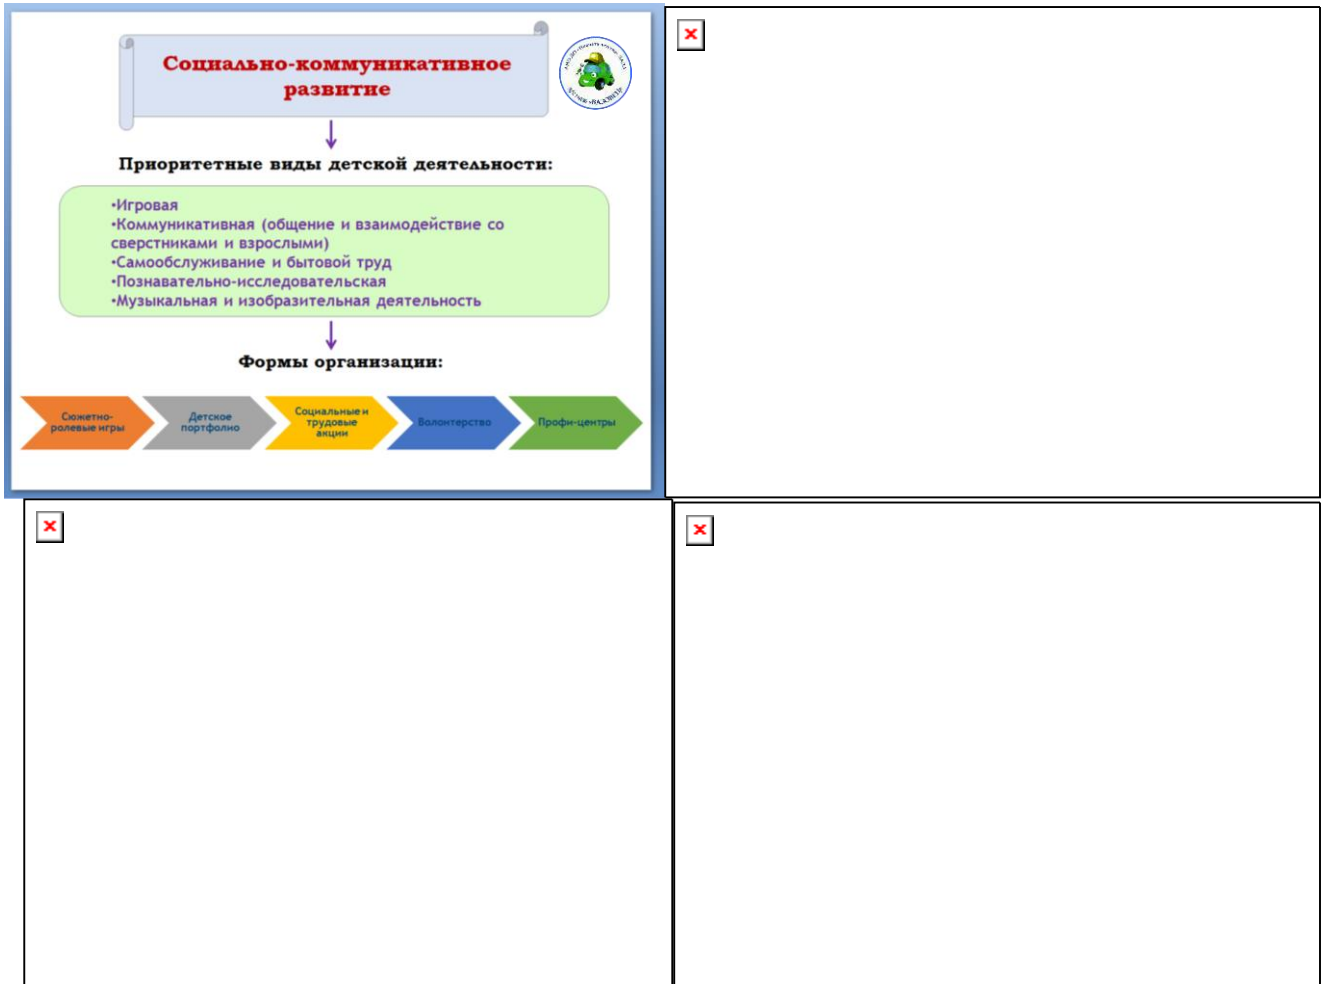 Социально-коммуникативное
развитие
Приоритетные виды детской деятельности:
•Игровая
•Коммуникативная (общение и взаимодействие со
сверстниками и взрослыми)
•Самообслуживание и бытовой труд
•Познавательно-исследовательская
•Музыкальная и изобразительная деятельность
Формы организации:
Сюжетно-
ролевые игры
Детское
портфолио
Социальные и
трудовые
акции
Волонтерство
Профи-центры